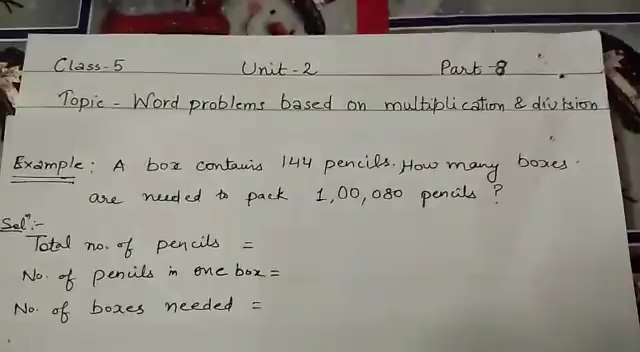 Class-5 Unit-2 Part-8
Topic - Word problems based on multiplication & division
Example: A box contains 144 pencils. How many boxes
are needed to pack 1,00,080 pencils?
Solⁿ:-
Total no. of pencils =
No. of pencils in one box =
No. of boxes needed =